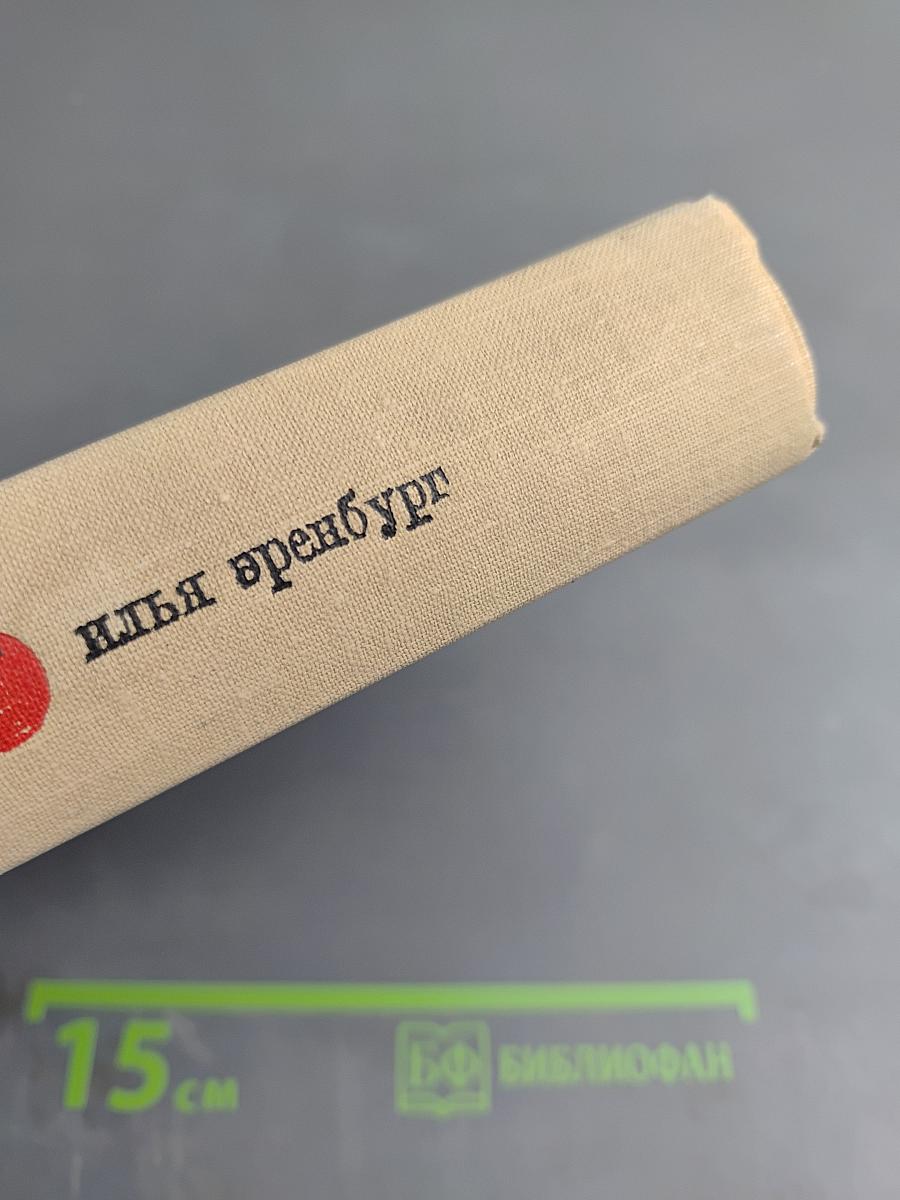 илья эренбург
15 см
БФ БИБЛИОФАН